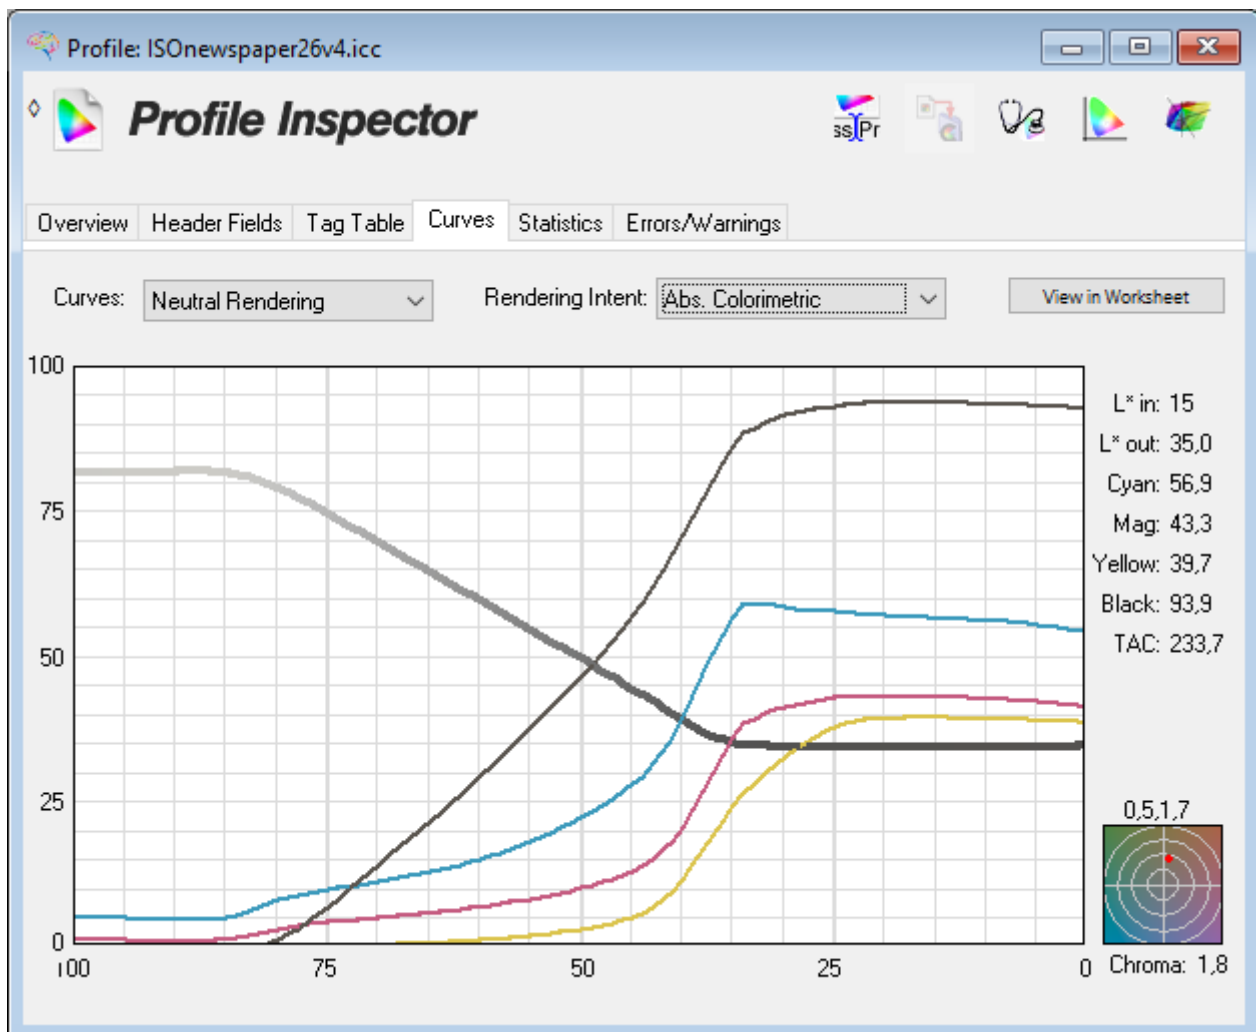 Profile: ISOnewspaper26v4.icc
Profile Inspector
ss Pr
Overview Header Fields Tag Table Curves Statistics Errors/Warnings
Curves: Neutral Rendering Rendering Intent: Abs. Colorimetric View in Worksheet
100
75
50
25
0
100 75 50 25 0
L* in: 15
L* out: 35,0
Cyan: 56,9
Mag: 43,3
Yellow: 39,7
Black: 93,9
TAC: 233,7
0,5,1,7
Chroma: 1,8